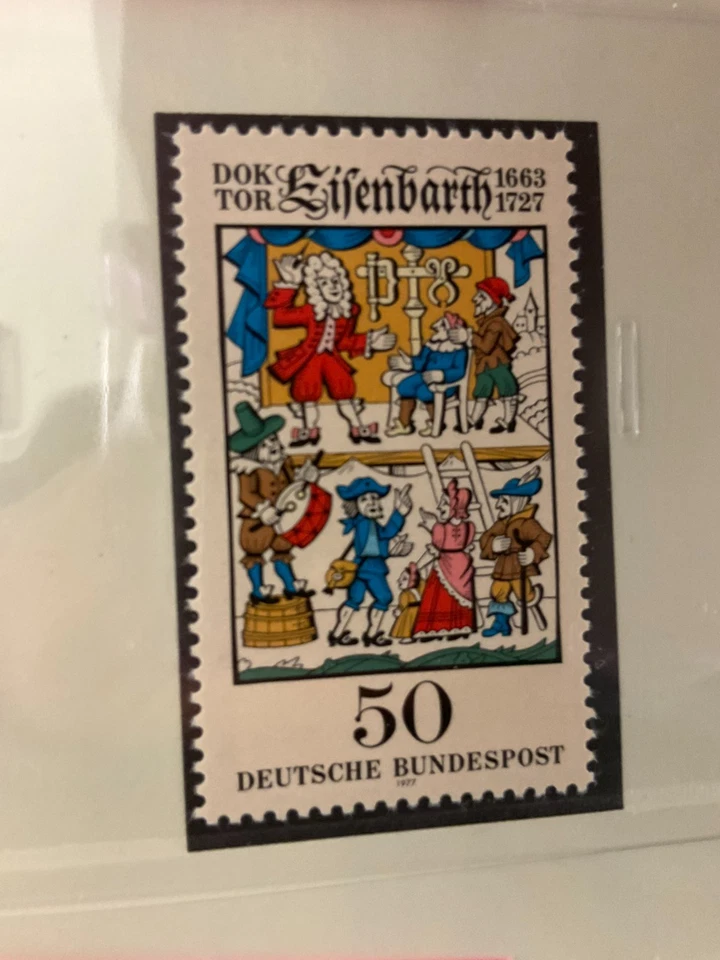 DOK Eiſenbarth 1663
TOR 1727
50
DEUTSCHE BUNDESPOST
1977